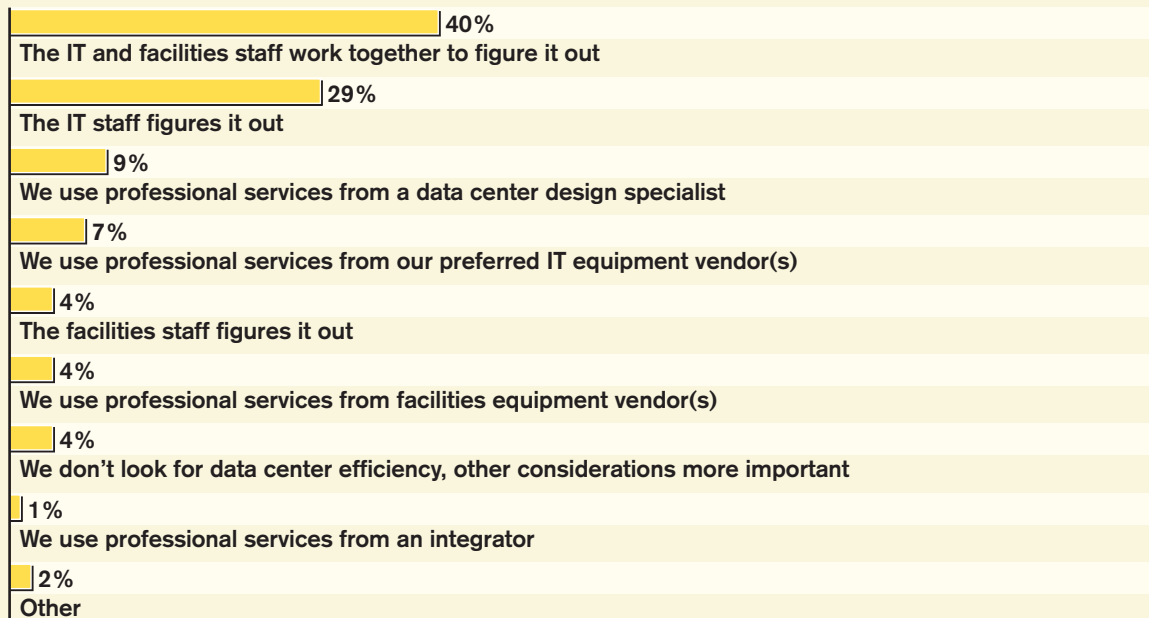 40%
The IT and facilities staff work together to figure it out
29%
The IT staff figures it out
9%
We use professional services from a data center design specialist
7%
We use professional services from our preferred IT equipment vendor(s)
4%
The facilities staff figures it out
4%
We use professional services from facilities equipment vendor(s)
4%
We don’t look for data center efficiency, other considerations more important
1%
We use professional services from an integrator
2%
Other